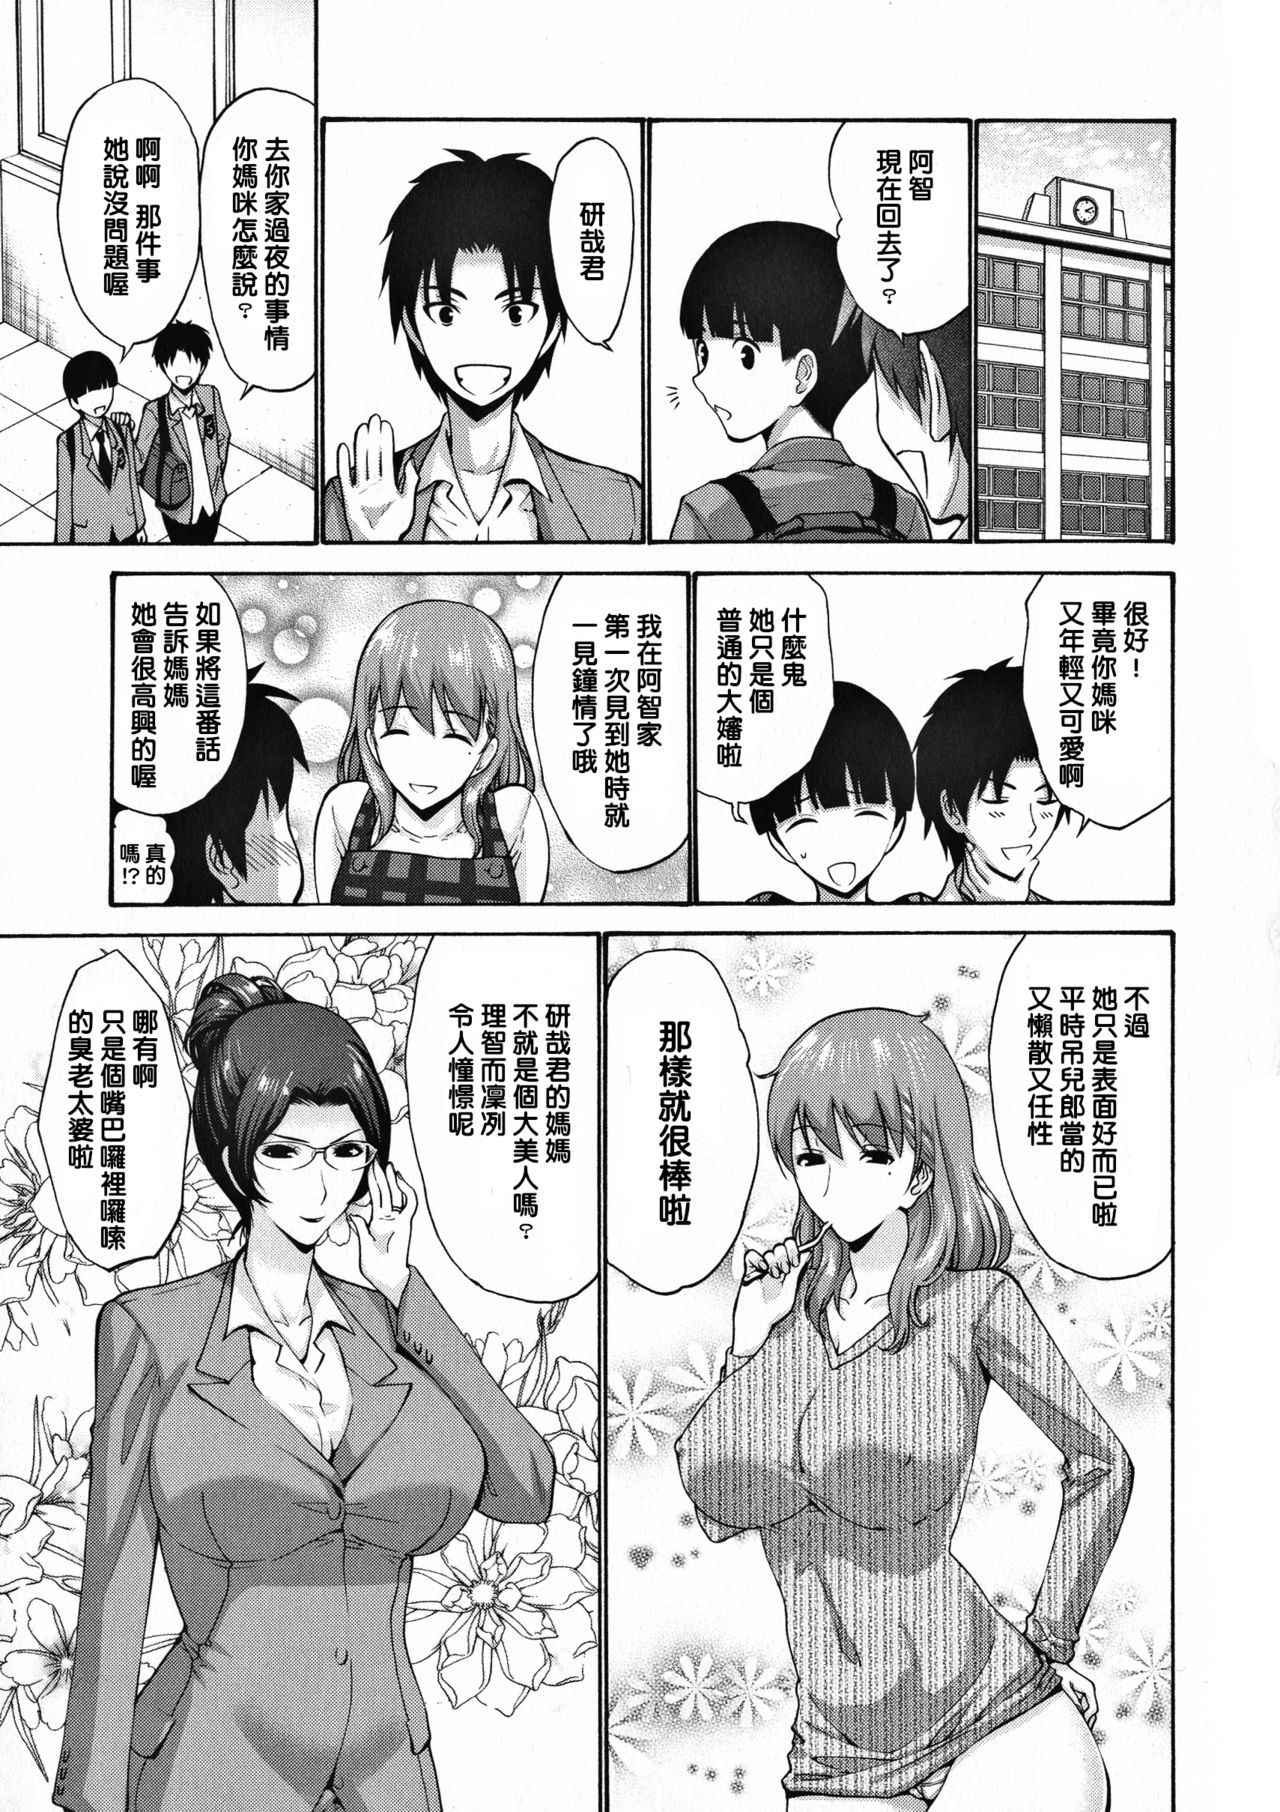 阿智
現在回去了?
研哉君
去你家過夜的事情
你媽咪怎麼說?
啊啊 那件事
她說沒問題喔
很好!
畢竟你媽咪
又年輕又可愛啊
什麼鬼
她只是個
普通的大嬸啦
我在阿智家
第一次見到她時就
一見鐘情了哦
如果將這番話
告訴媽媽
她會很高興的喔
真的
嗎!?
不過
她只是表面好而已啦
平時吊兒郎當的
又懶散又任性
那樣就很棒啦
研哉君的媽媽
不就是個大美人嗎?
理智而凜冽
令人憧憬呢
哪有啊
只是個嘴巴囉裡囉嗦
的臭老太婆啦